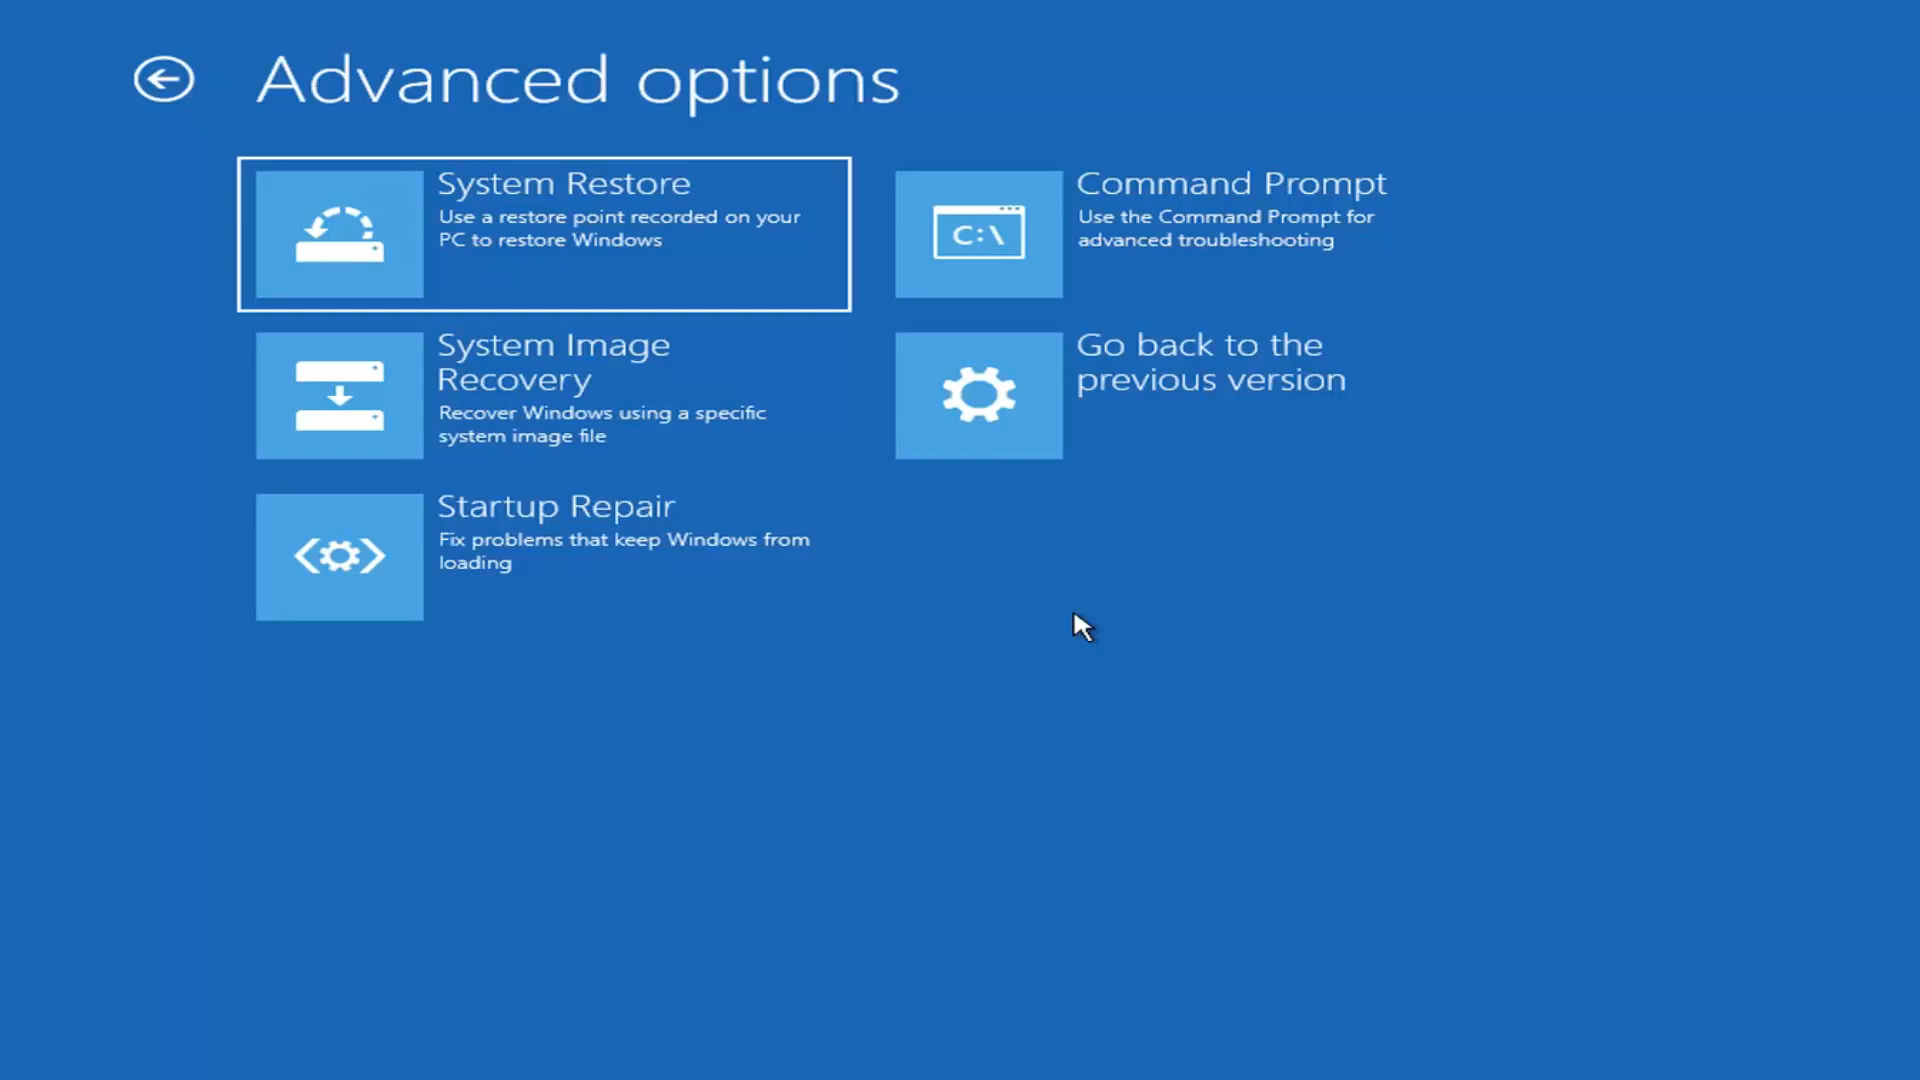 Advanced options
System Restore
Use a restore point recorded on your
PC to restore Windows
System Image
Recovery
Recover Windows using a specific
system image file
Startup Repair
Fix problems that keep Windows from
loading
C:\
Command Prompt
Use the Command Prompt for
advanced troubleshooting
Go back to the
previous version